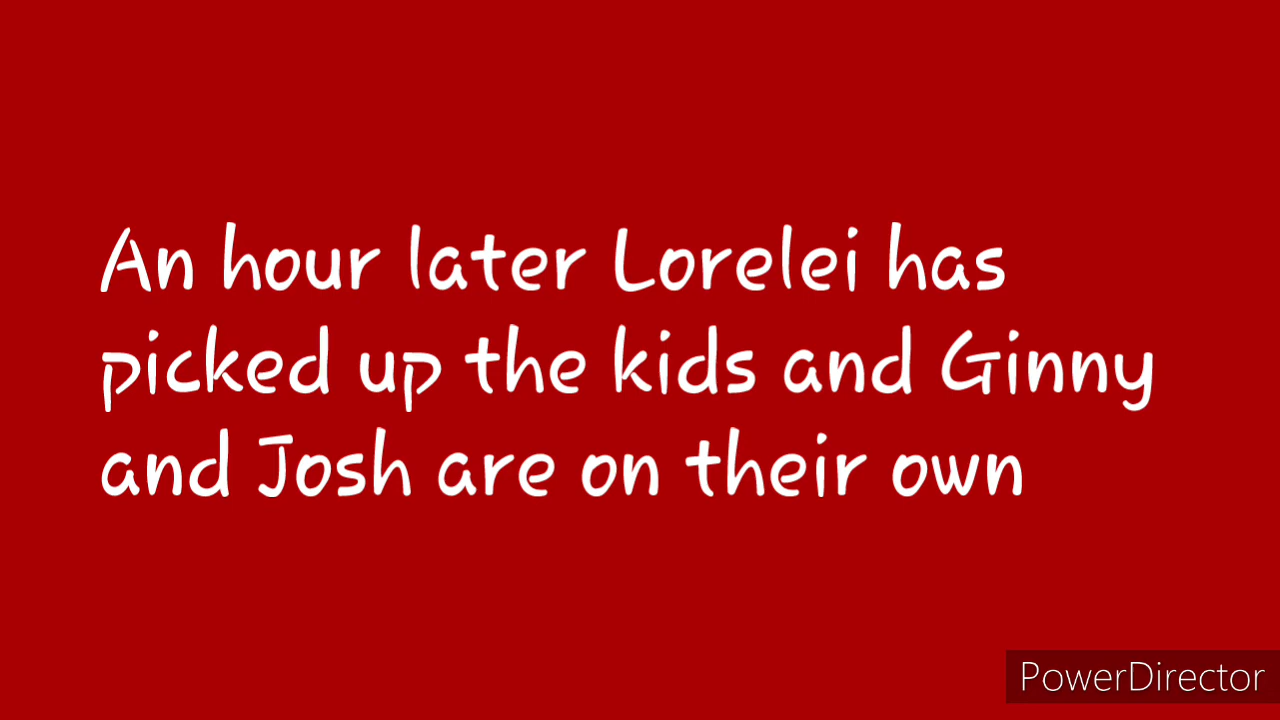 An hour later Lorelei has
picked up the kids and Ginny
and Josh are on their own
PowerDirector